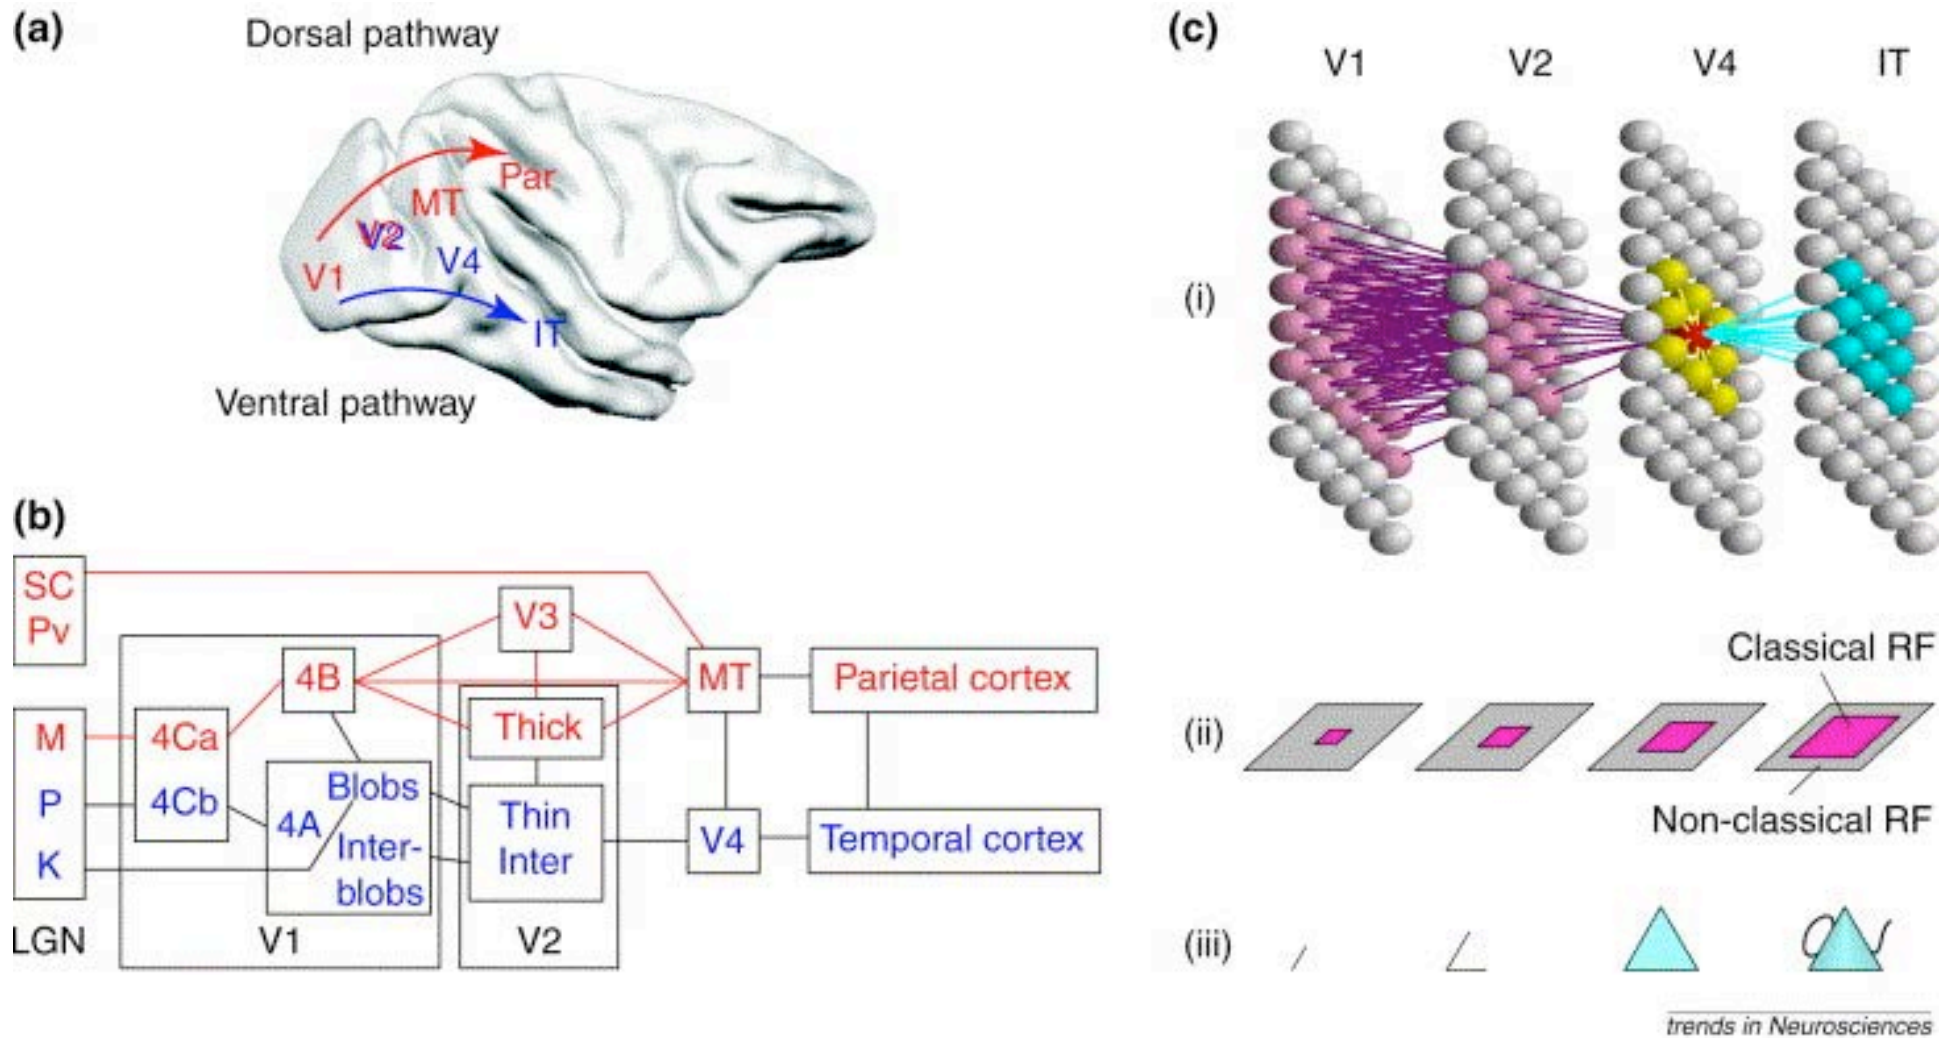 (a)
Dorsal pathway
Par
MT
V2
V4
V1
IT
Ventral pathway
(b)
SC
Pv
V3
4B
MT
Parietal cortex
Thick
M
4Ca
P
4Cb
Blobs
4A
Thin
K
Inter-
blobs
Inter
V4
Temporal cortex
LGN
V1
V2
(c)
V1
V2
V4
IT
(i)
Classical RF
(ii)
Non-classical RF
(iii)
trends in Neurosciences